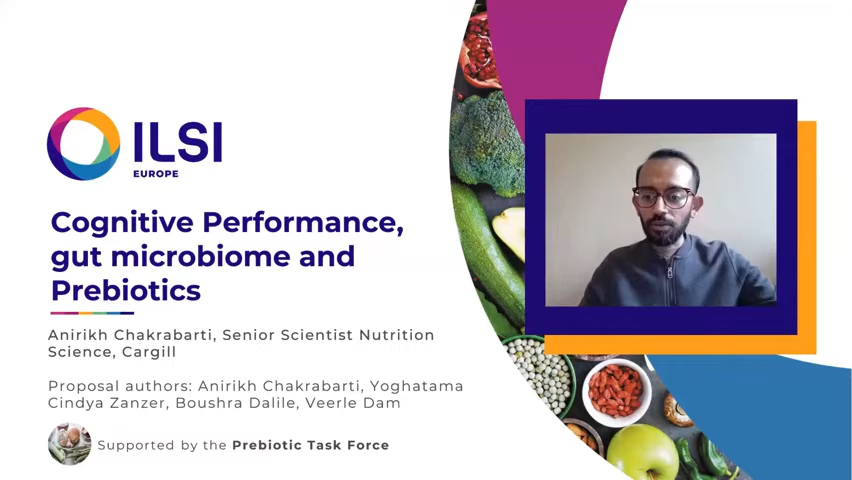 ILSI
EUROPE
Cognitive Performance,
gut microbiome and
Prebiotics
Anirikh Chakrabarti, Senior Scientist Nutrition
Science, Cargill
Proposal authors: Anirikh Chakrabarti, Yoghatama
Cindya Zanzer, Boushra Dalile, Veerle Dam
Supported by the Prebiotic Task Force